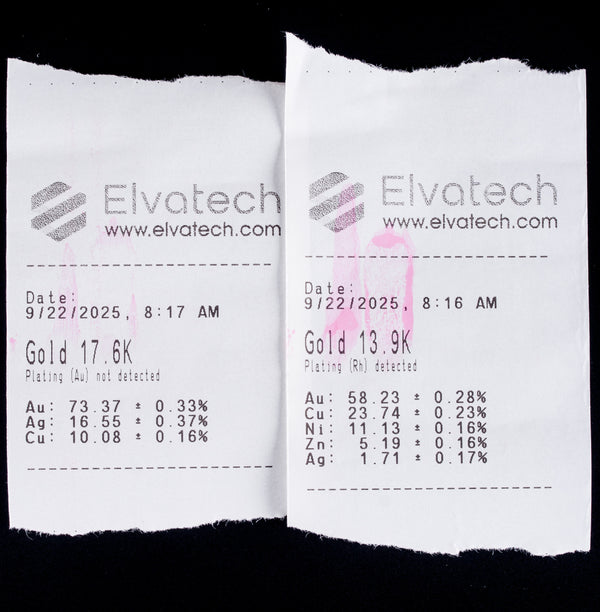 Elvatech
www.elvatech.com
Date:
9/22/2025, 8:17 AM
Gold 17.6K
Plating (Au) not detected
Au: 73.37 ± 0.33%
Ag: 16.55 ± 0.37%
Cu: 10.08 ± 0.16%
Elvatech
www.elvatech.com
Date:
9/22/2025, 8:16 AM
Gold 13.9K
Plating (Rh) detected
Au: 58.23 ± 0.28%
Cu: 23.74 ± 0.23%
Ni: 11.13 ± 0.16%
Zn: 5.19 ± 0.16%
Ag: 1.71 ± 0.17%